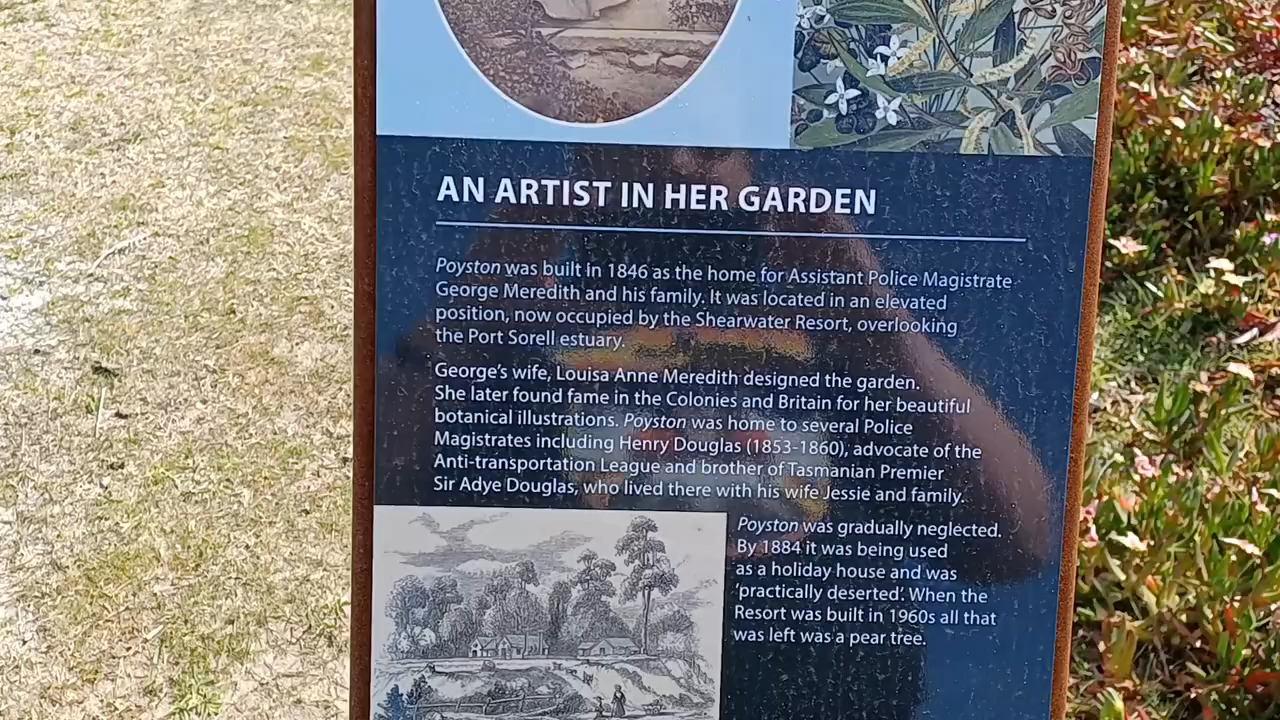 AN ARTIST IN HER GARDEN
Poyston was built in 1846 as the home for Assistant Police Magistrate
George Meredith and his family. It was located in an elevated
position, now occupied by the Shearwater Resort, overlooking
the Port Sorell estuary.
George's wife, Louisa Anne Meredith designed the garden.
She later found fame in the Colonies and Britain for her beautiful
botanical illustrations. Poyston was home to several Police
Magistrates including Henry Douglas (1853-1860), advocate of the
Anti-transportation League and brother of Tasmanian Premier
Sir Adye Douglas, who lived there with his wife Jessie and family.
Poyston was gradually neglected.
By 1884 it was being used
as a holiday house and was
'practically deserted'. When the
Resort was built in 1960s all that
was left was a pear tree.